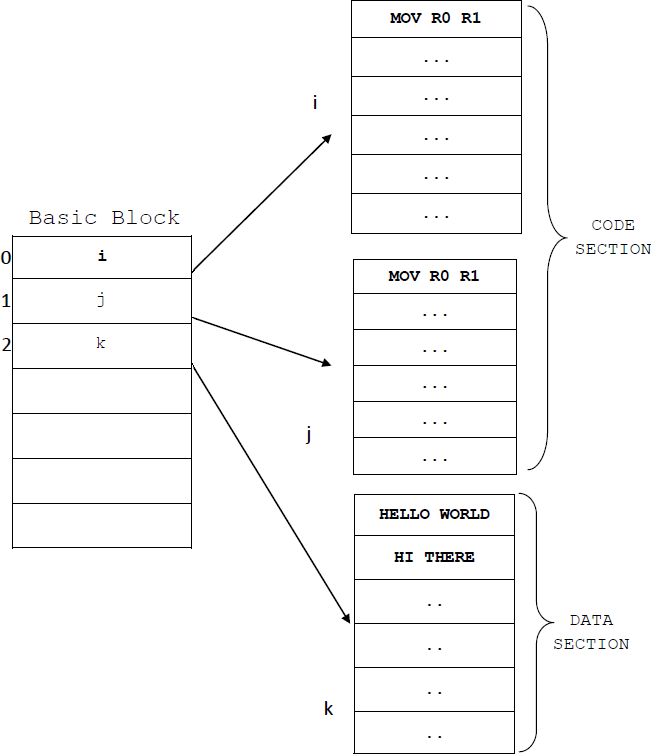 Basic Block
0 i
1 j
2 k
i
MOV R0 R1
...
...
...
...
...
j
MOV R0 R1
...
...
...
...
...
CODE
SECTION
k
HELLO WORLD
HI THERE
..
..
..
..
DATA
SECTION